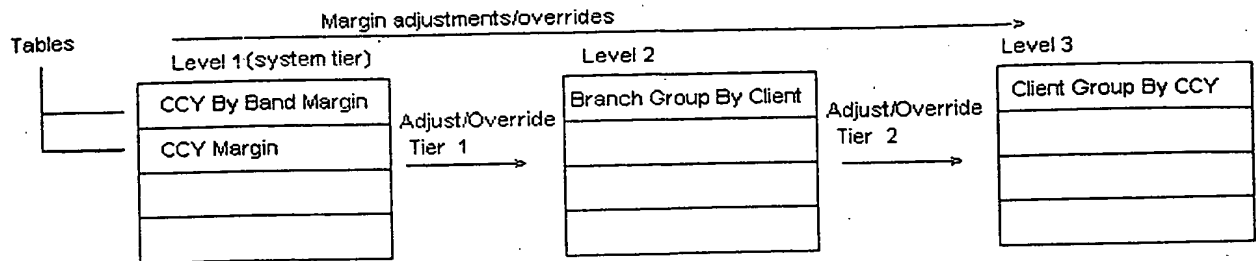 Margin adjustments/overrides
Tables
Level 1 (system tier)
Level 2
Level 3
CCY By Band Margin
CCY Margin
Adjust/Override
Tier 1
Branch Group By Client
Adjust/Override
Tier 2
Client Group By CCY